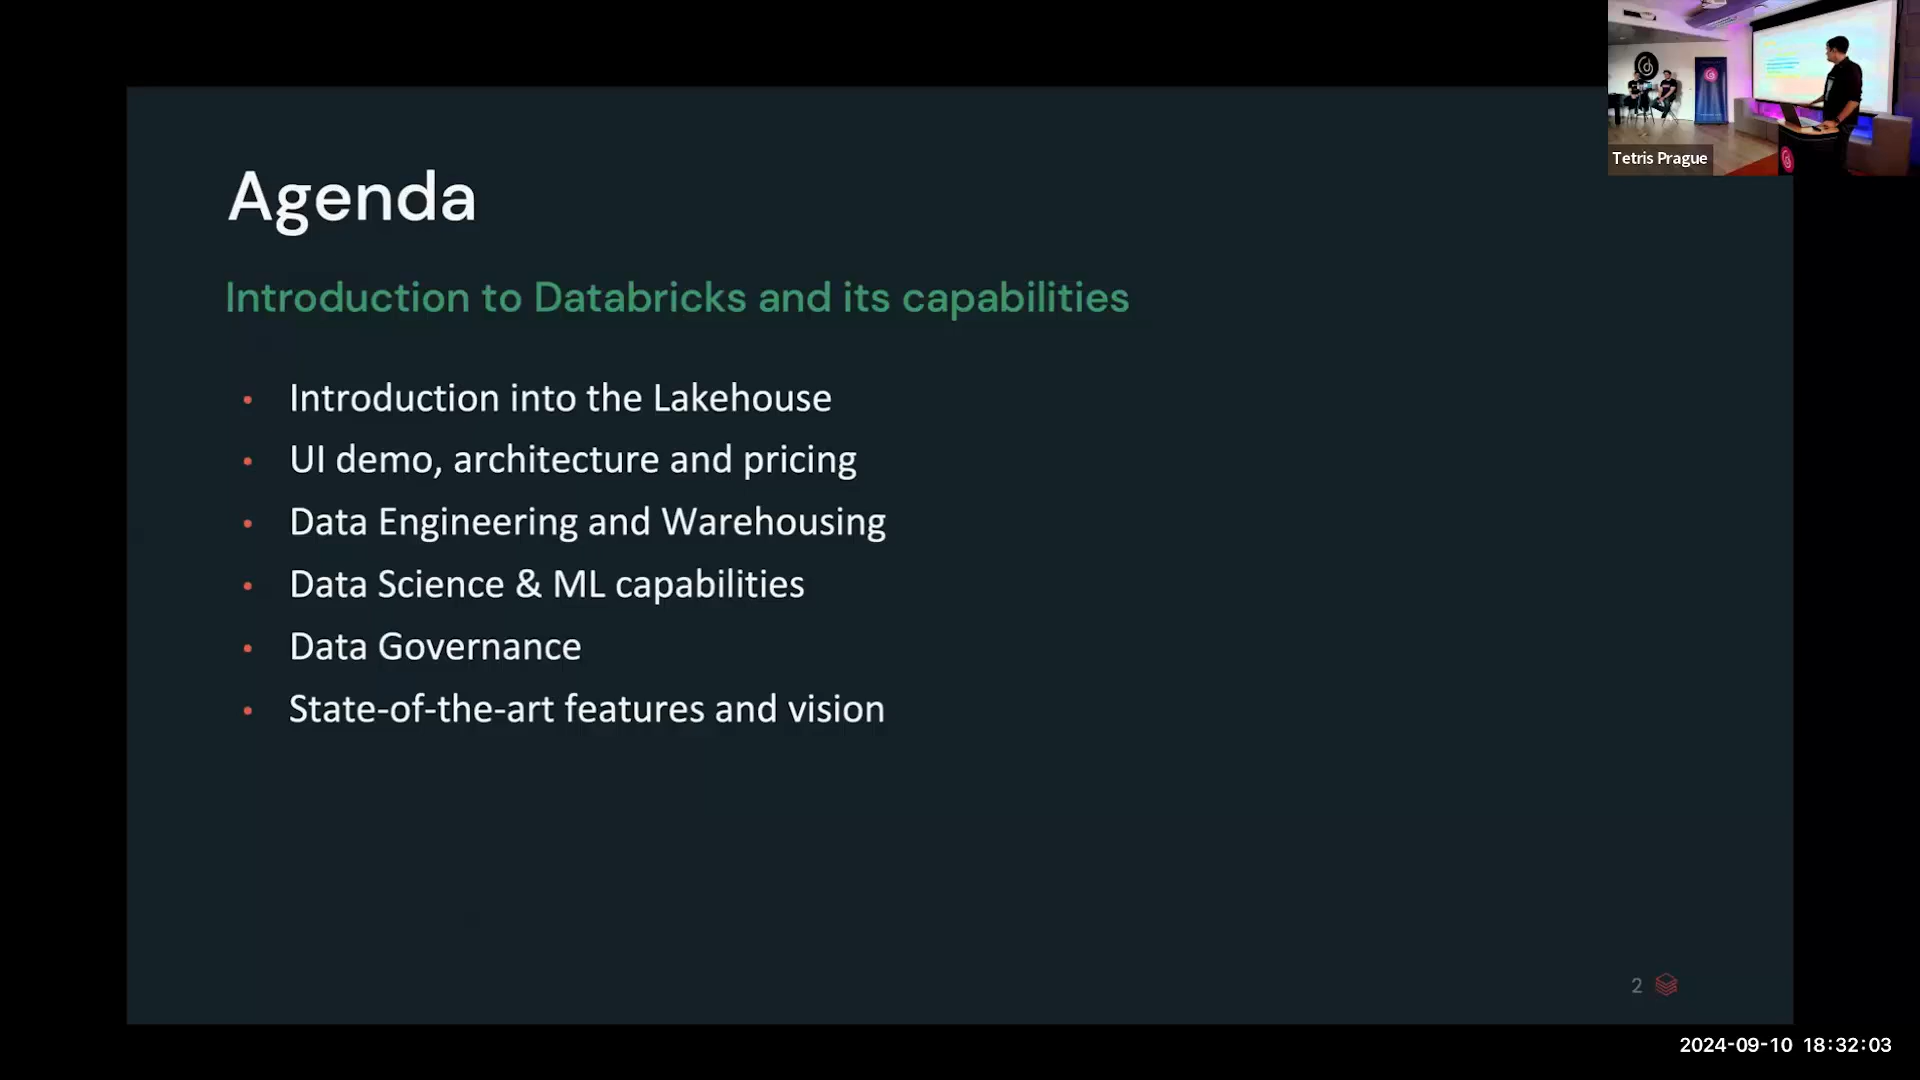 Tetris Prague
Agenda
Introduction to Databricks and its capabilities
• Introduction into the Lakehouse
• UI demo, architecture and pricing
• Data Engineering and Warehousing
• Data Science & ML capabilities
• Data Governance
• State-of-the-art features and vision
2
2024-09-10 18:32:03